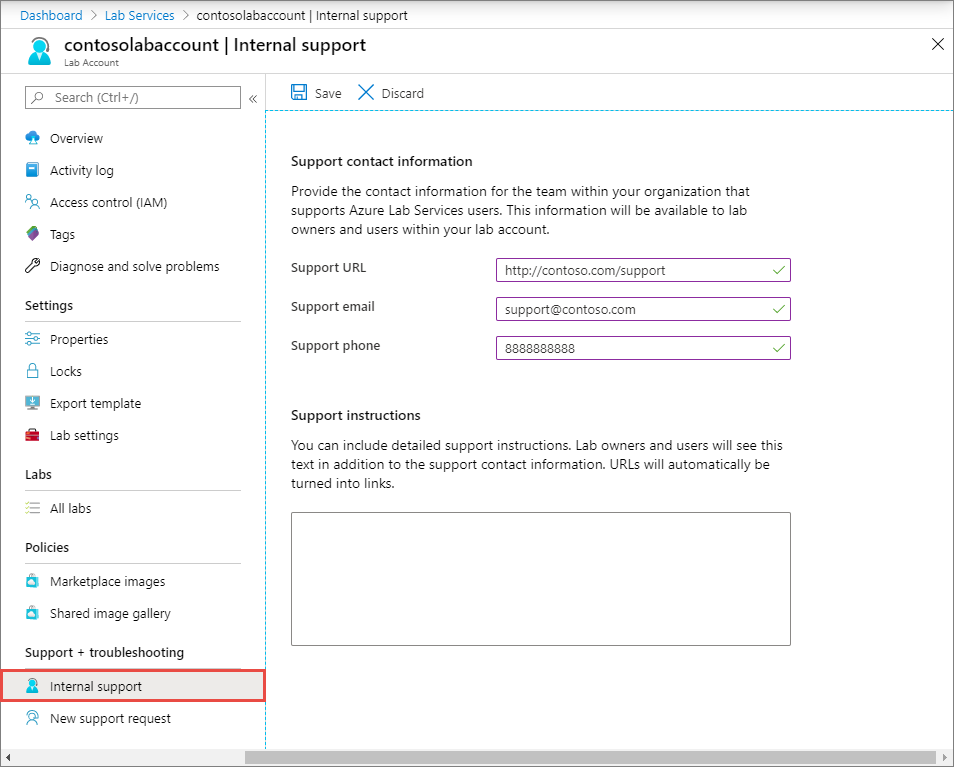 Dashboard > Lab Services > contosolabaccount | Internal support
contosolabaccount | Internal support
Lab Account
Search (Ctrl+/)
«
Overview
Activity log
Access control (IAM)
Tags
Diagnose and solve problems
Settings
Properties
Locks
Export template
Lab settings
Labs
All labs
Policies
Marketplace images
Shared image gallery
Support + troubleshooting
Internal support
New support request
Save
Discard
Support contact information
Provide the contact information for the team within your organization that
supports Azure Lab Services users. This information will be available to lab
owners and users within your lab account.
Support URL
http://contoso.com/support
Support email
support@contoso.com
Support phone
8888888888
Support instructions
You can include detailed support instructions. Lab owners and users will see this
text in addition to the support contact information. URLs will automatically be
turned into links.